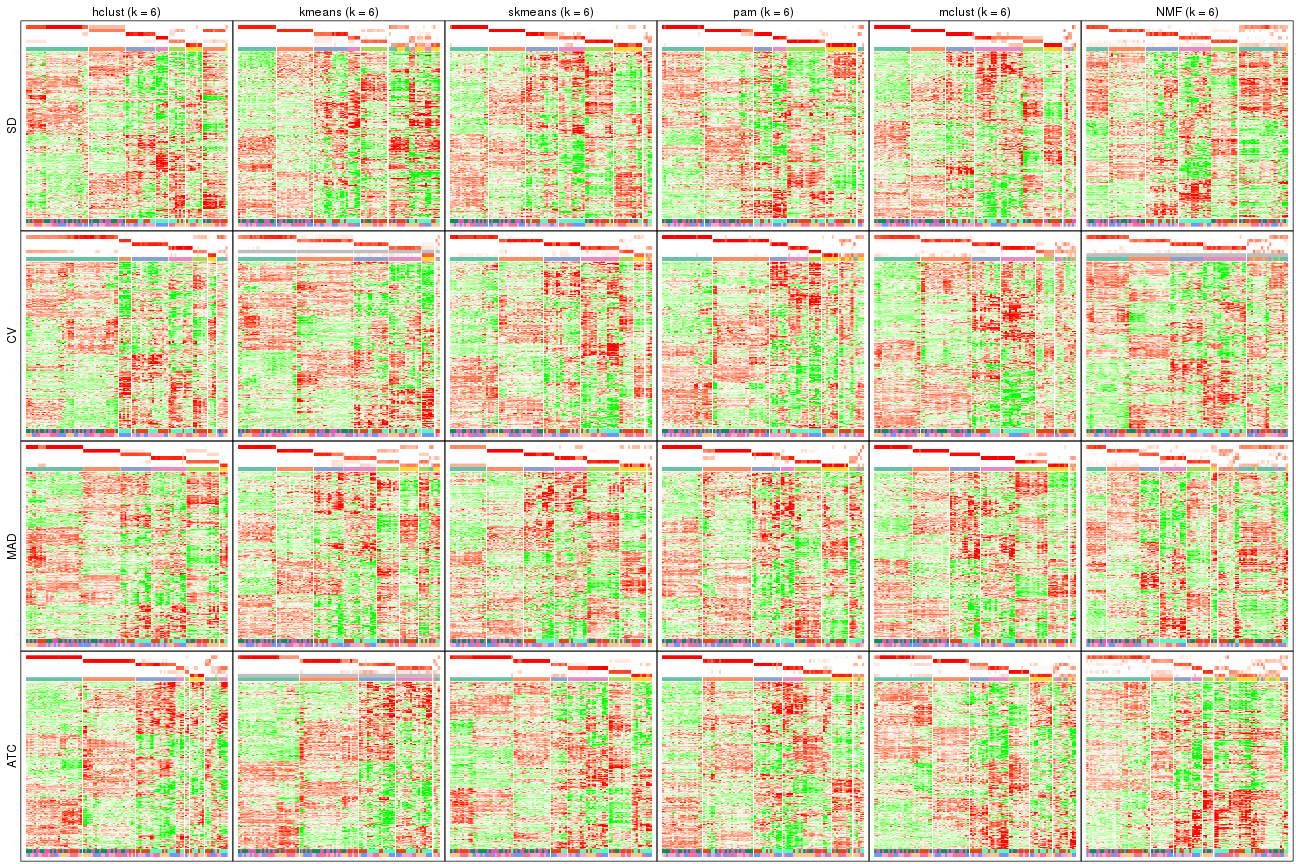 hclust (k = 6) kmeans (k = 6) skmeans (k = 6) pam (k = 6) mclust (k = 6) NMF (k = 6)
SD
CV
MAD
ATC